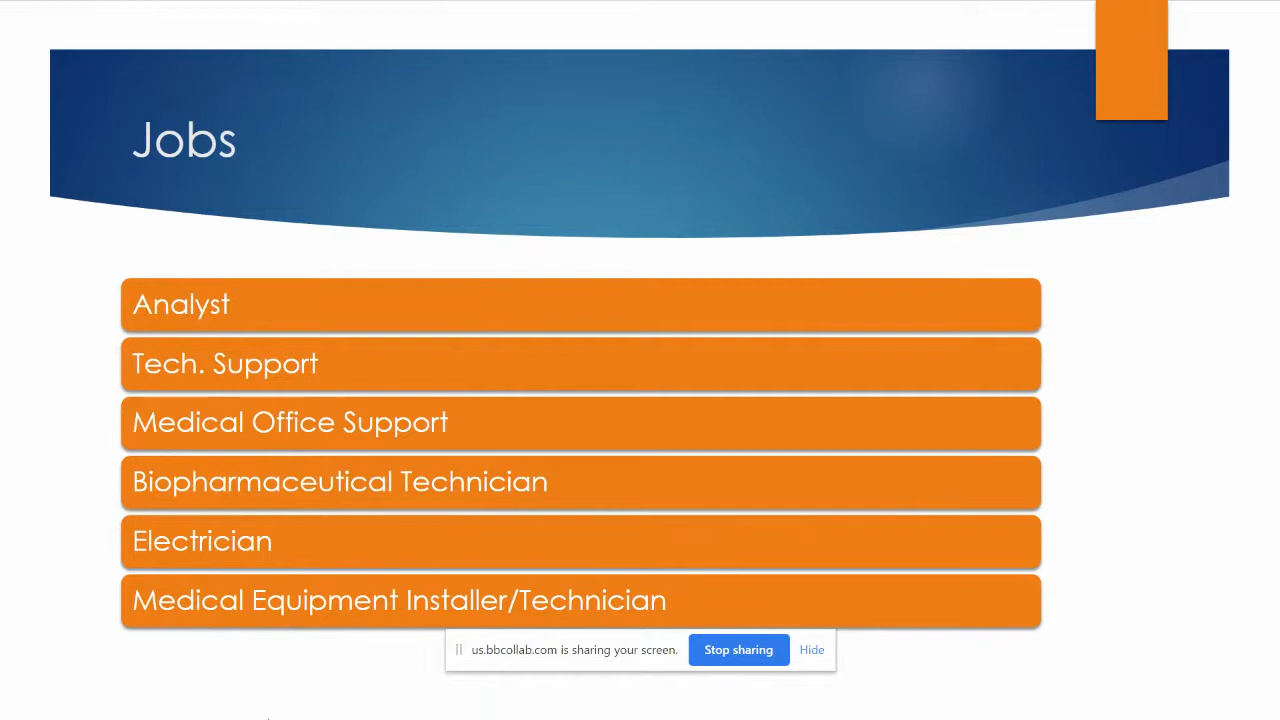 Jobs
Analyst
Tech. Support
Medical Office Support
Biopharmaceutical Technician
Electrician
Medical Equipment Installer/Technician
us.bbcollab.com is sharing your screen. Stop sharing Hide